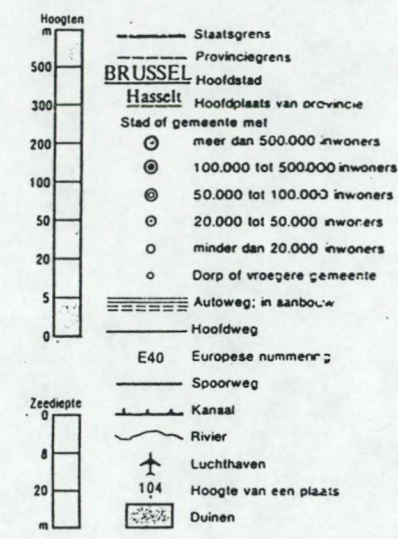 Hoogten
m
500
300
200
100
50
20
5
0
Staatsgrens
Provinciegrens
BRUSSEL Hoofdstad
Hasselt Hoofdplaats van provincie
Stad of gemeente met
meer dan 500.000 inwoners
100.000 tot 500.000 inwoners
50.000 tot 100.000 inwoners
20.000 tot 50.000 inwoners
minder dan 20.000 inwoners
Dorp of vroegere gemeente
Autoweg; in aanbouw
Hoofdweg
E40 Europese nummering
Spoorweg
Kanaal
Rivier
Luchthaven
104 Hoogte van een plaats
Duinen
Zeediepte
0
8
20
m